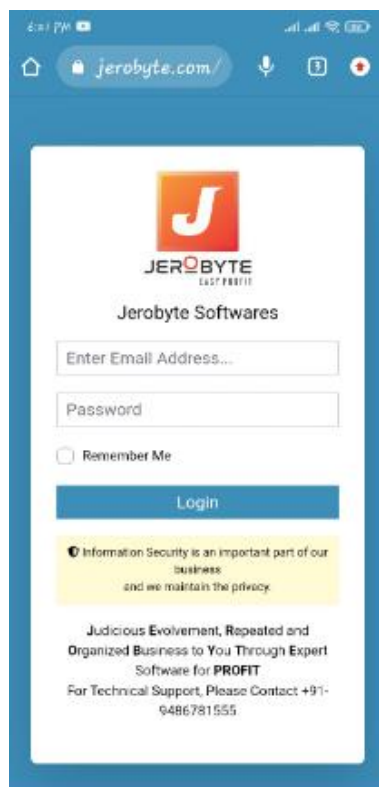 jerobyte.com/
J
JEROBYTE
EASY PROFIT
Jerobyte Softwares
Enter Email Address...
Password
Remember Me
Login
Information Security is an important part of our
business
and we maintain the privacy.
Judicious Evolvement, Repeated and
Organized Business to You Through Expert
Software for PROFIT
For Technical Support, Please Contact +91-
9486781555